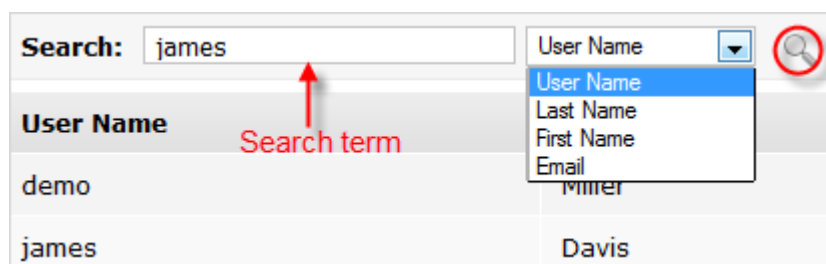 Search: james User Name
User Name
Last Name
First Name
Email
User Name
Search term
demo Miller
james Davis